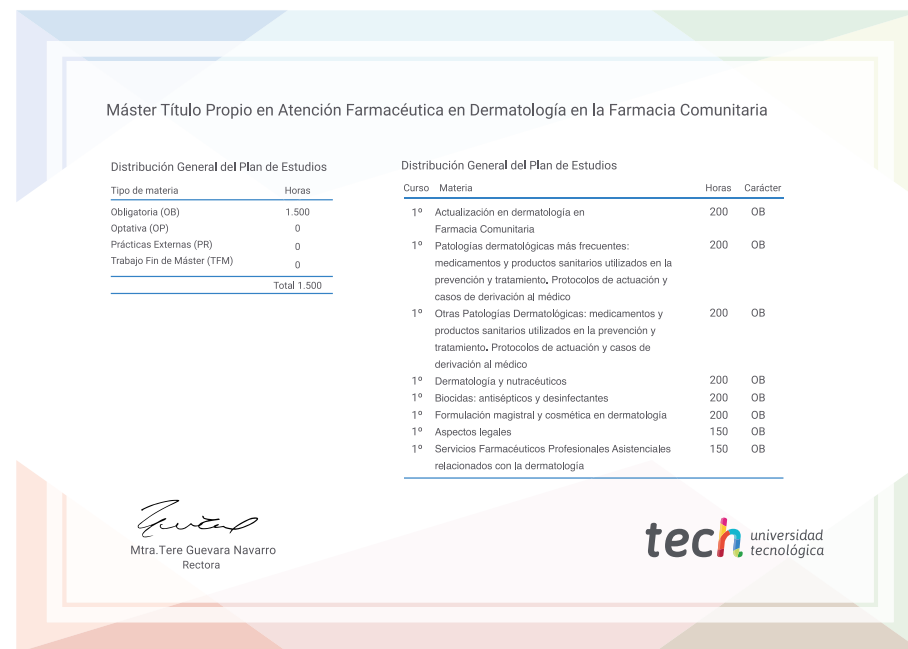 Máster Título Propio en Atención Farmacéutica en Dermatología en la Farmacia Comunitaria
Distribución General del Plan de Estudios
Tipo de materia Horas
Obligatoria (OB) 1.500
Optativa (OP) 0
Prácticas Externas (PR) 0
Trabajo Fin de Máster (TFM) 0
Total 1.500
Distribución General del Plan de Estudios
Curso Materia Horas Carácter
1º Actualización en dermatología en 200 OB
Farmacia Comunitaria
1º Patologías dermatológicas más frecuentes: 200 OB
medicamentos y productos sanitarios utilizados en la
prevención y tratamiento. Protocolos de actuación y
casos de derivación al médico
1º Otras Patologías Dermatológicas: medicamentos y 200 OB
productos sanitarios utilizados en la prevención y
tratamiento. Protocolos de actuación y casos de
derivación al médico
1º Dermatología y nutracéuticos 200 OB
1º Biocidas: antisépticos y desinfectantes 200 OB
1º Formulación magistral y cosmética en dermatología 200 OB
1º Aspectos legales 150 OB
1º Servicios Farmacéuticos Profesionales Asistenciales 150 OB
relacionados con la dermatología
Mtra.Tere Guevara Navarro
Rectora
tech universidad
tecnológica